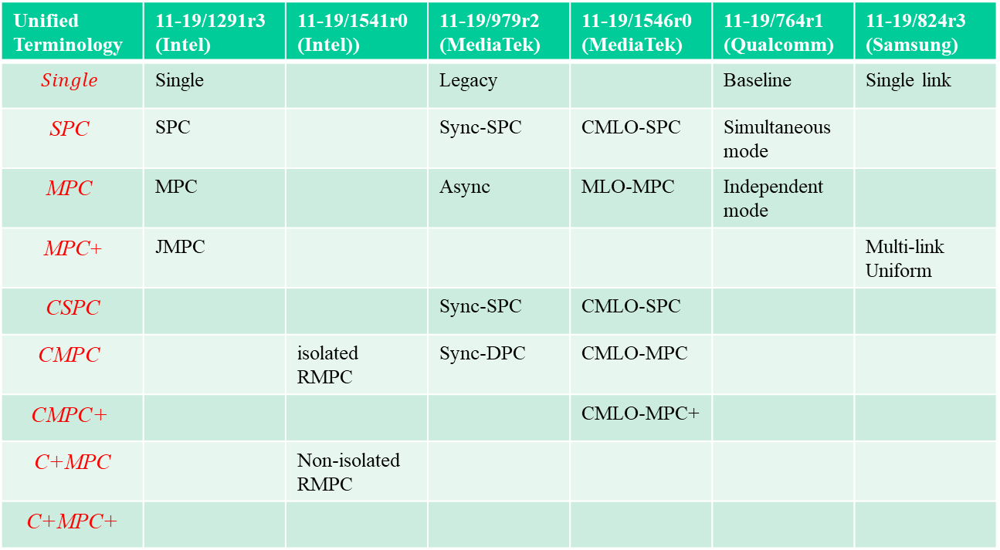 Unified Terminology
11-19/1291r3 (Intel)
11-19/1541r0 (Intel))
11-19/979r2 (MediaTek)
11-19/1546r0 (MediaTek)
11-19/764r1 (Qualcomm)
11-19/824r3 (Samsung)
Single
Single
Legacy
Baseline
Single link
SPC
SPC
Sync-SPC
CMLO-SPC
Simultaneous mode
MPC
MPC
Async
MLO-MPC
Independent mode
MPC+
JMPC
Multi-link Uniform
CSPC
Sync-SPC
CMLO-SPC
CMPC
isolated RMPC
Sync-DPC
CMLO-MPC
CMPC+
CMLO-MPC+
C+MPC
Non-isolated RMPC
C+MPC+